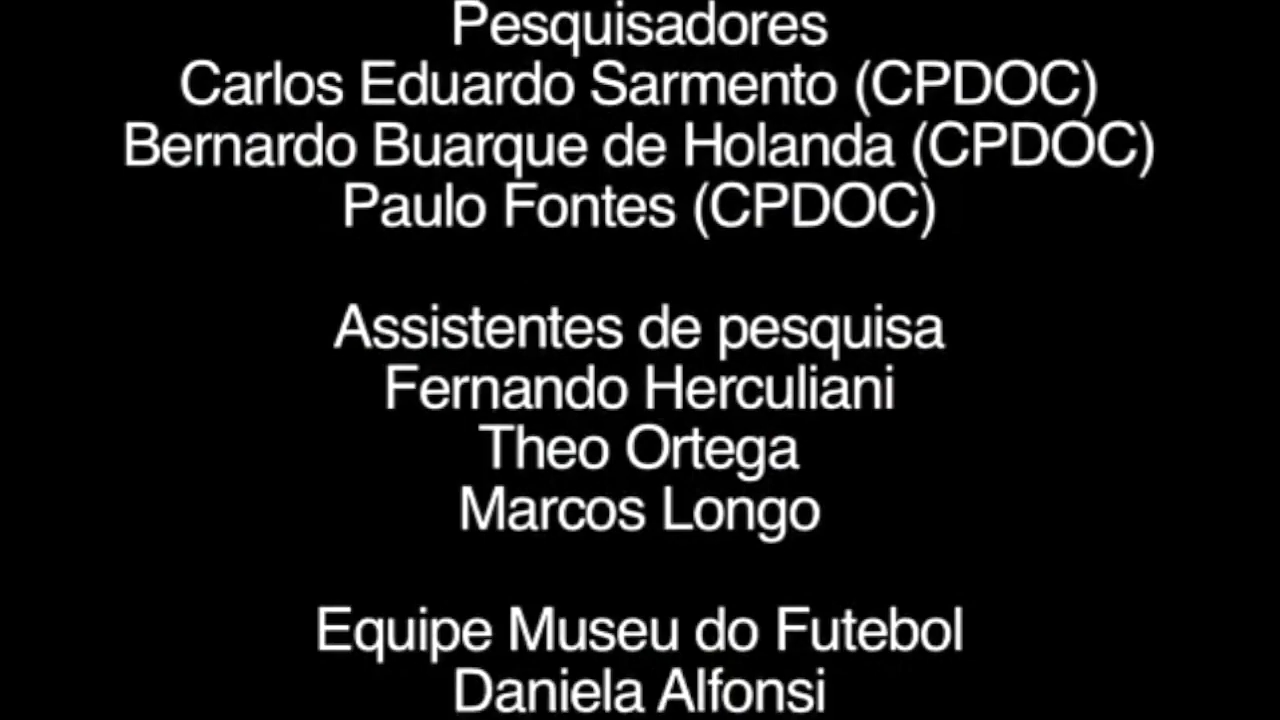 Pesquisadores
Carlos Eduardo Sarmento (CPDOC)
Bernardo Buarque de Holanda (CPDOC)
Paulo Fontes (CPDOC)
Assistentes de pesquisa
Fernando Herculiani
Theo Ortega
Marcos Longo
Equipe Museu do Futebol
Daniela Alfonsi